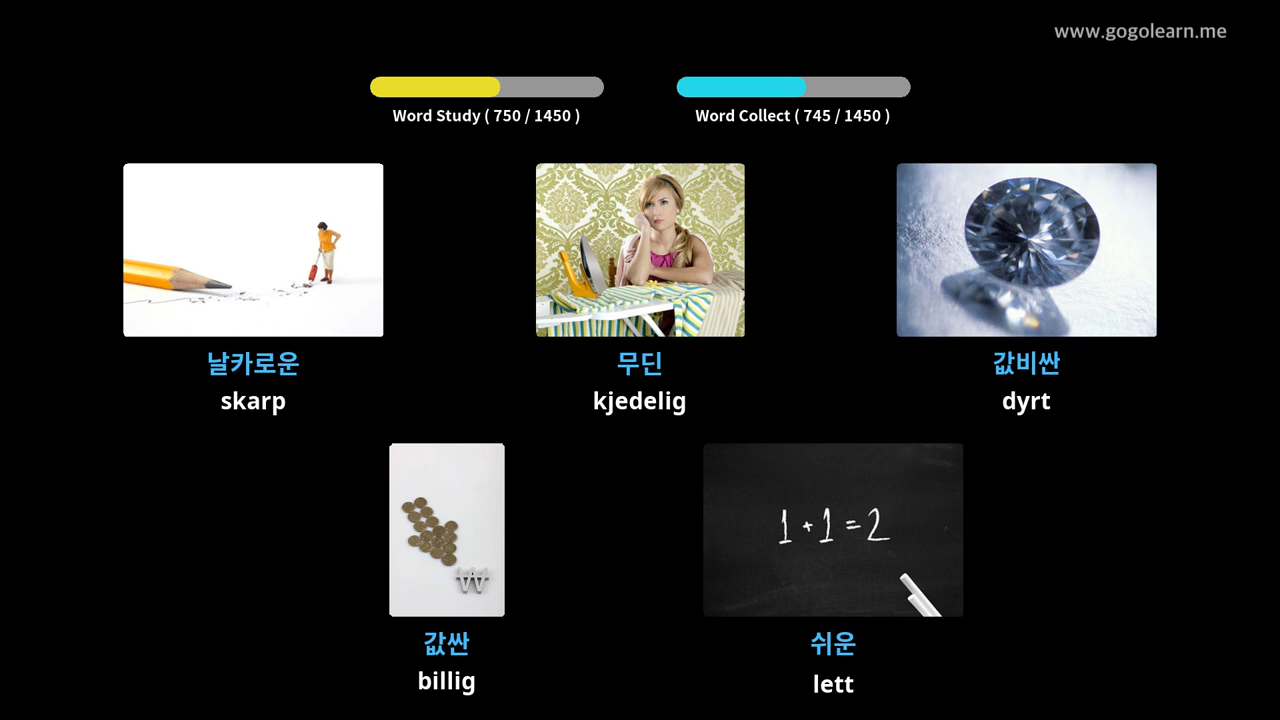 www.gogolearn.me
Word Study ( 750 / 1450 )
Word Collect ( 745 / 1450 )
날카로운
skarp
무딘
kjedelig
값비싼
dyrt
1 + 1 = 2
₩
값싼
billig
쉬운
lett